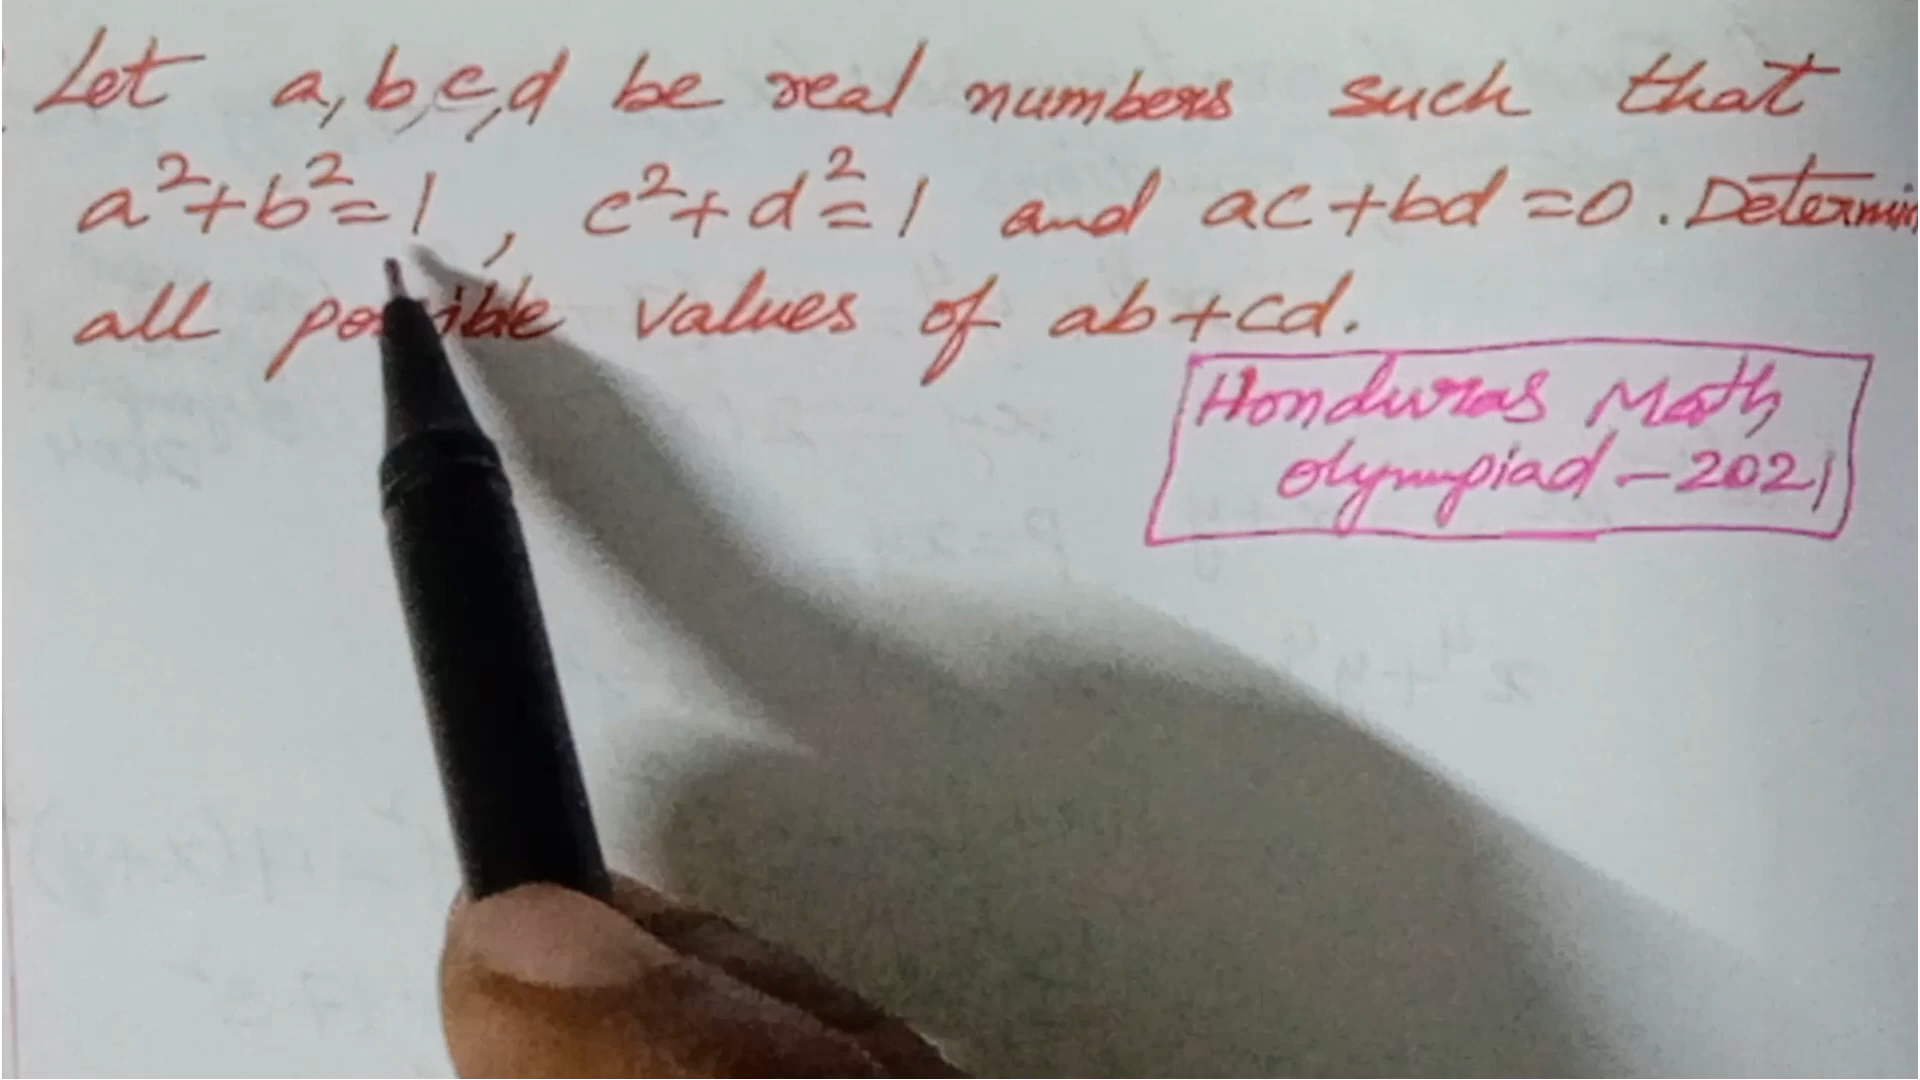 Let a,b,c,d be real numbers such that
a²+b²=1, c²+d²=1 and ac+bd=0. Determin
all possible values of ab+cd.
Honduras Math
Olympiad-2021